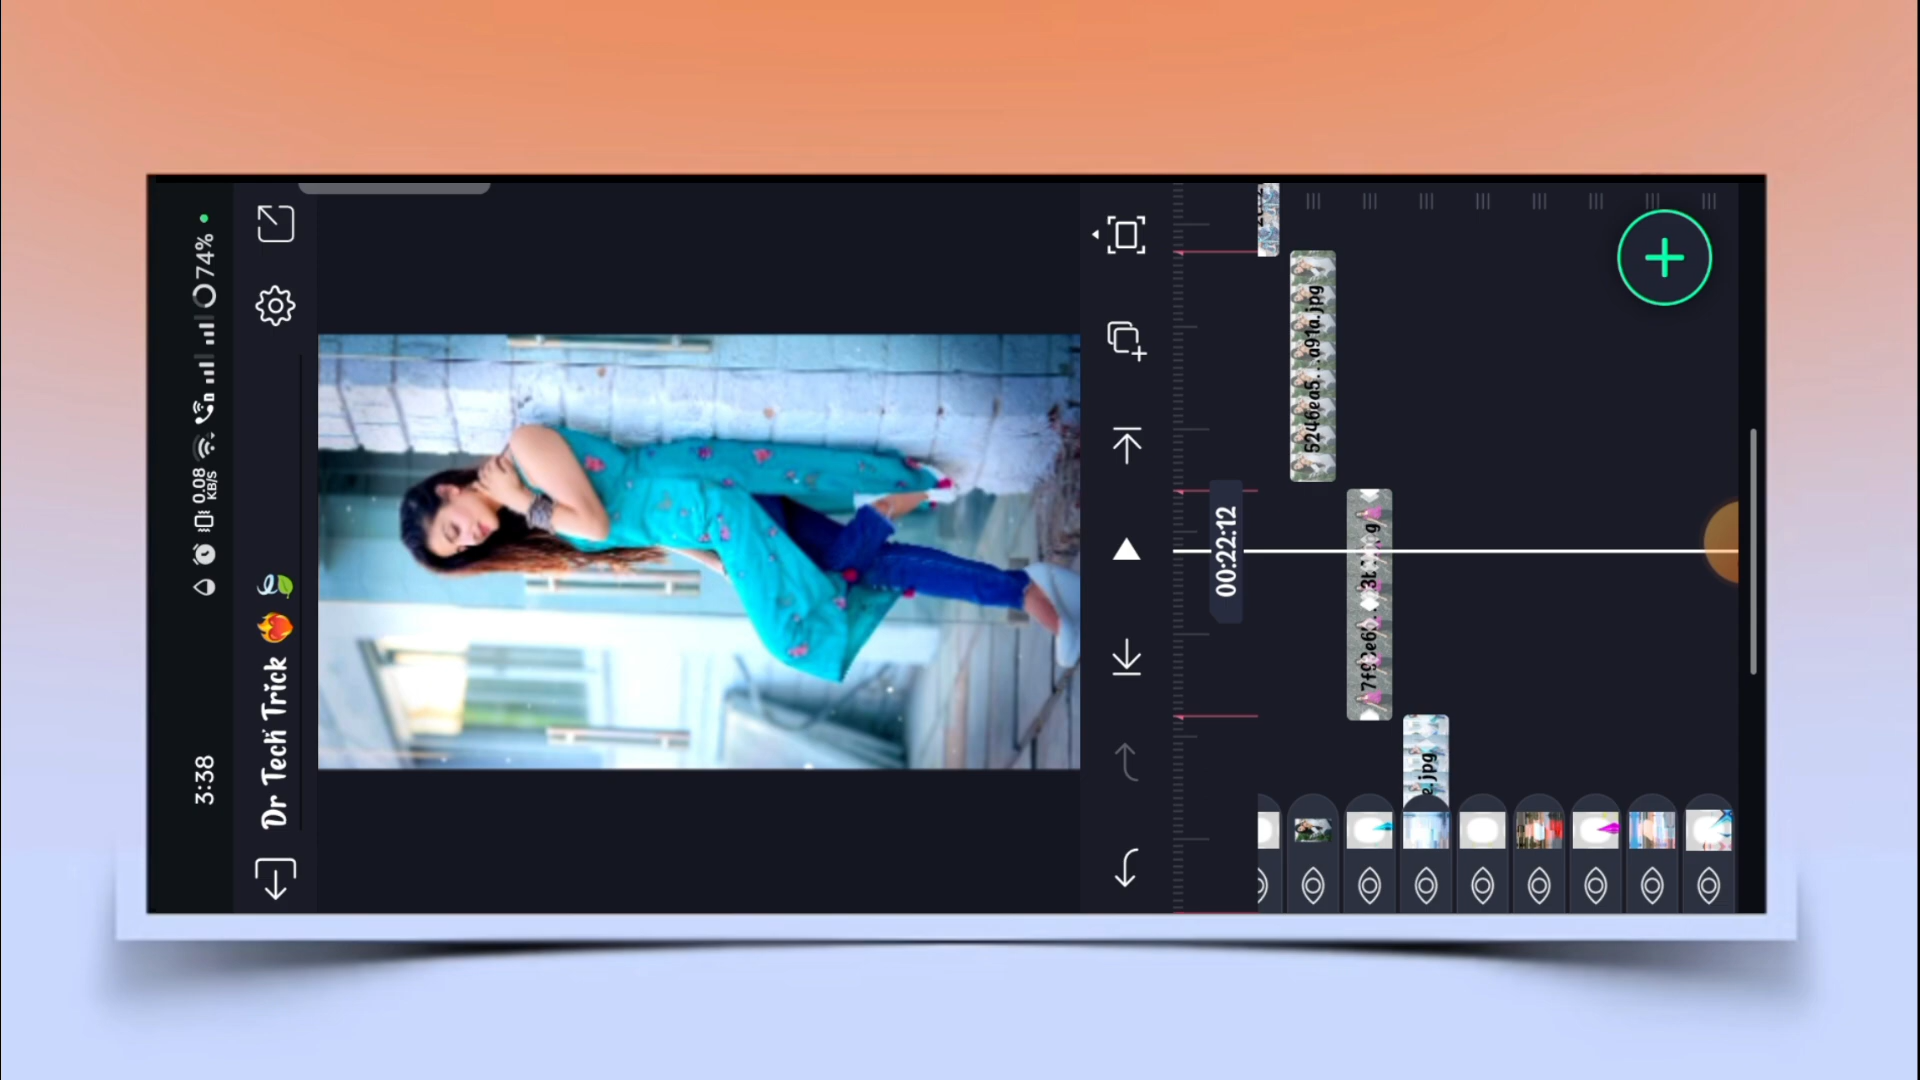 3:38
0.08
KB/S
74%
Dr Tech Trick ❤️‍🔥 🍃
00:22:12
5246ea5...a91a.jpg
e.jpg